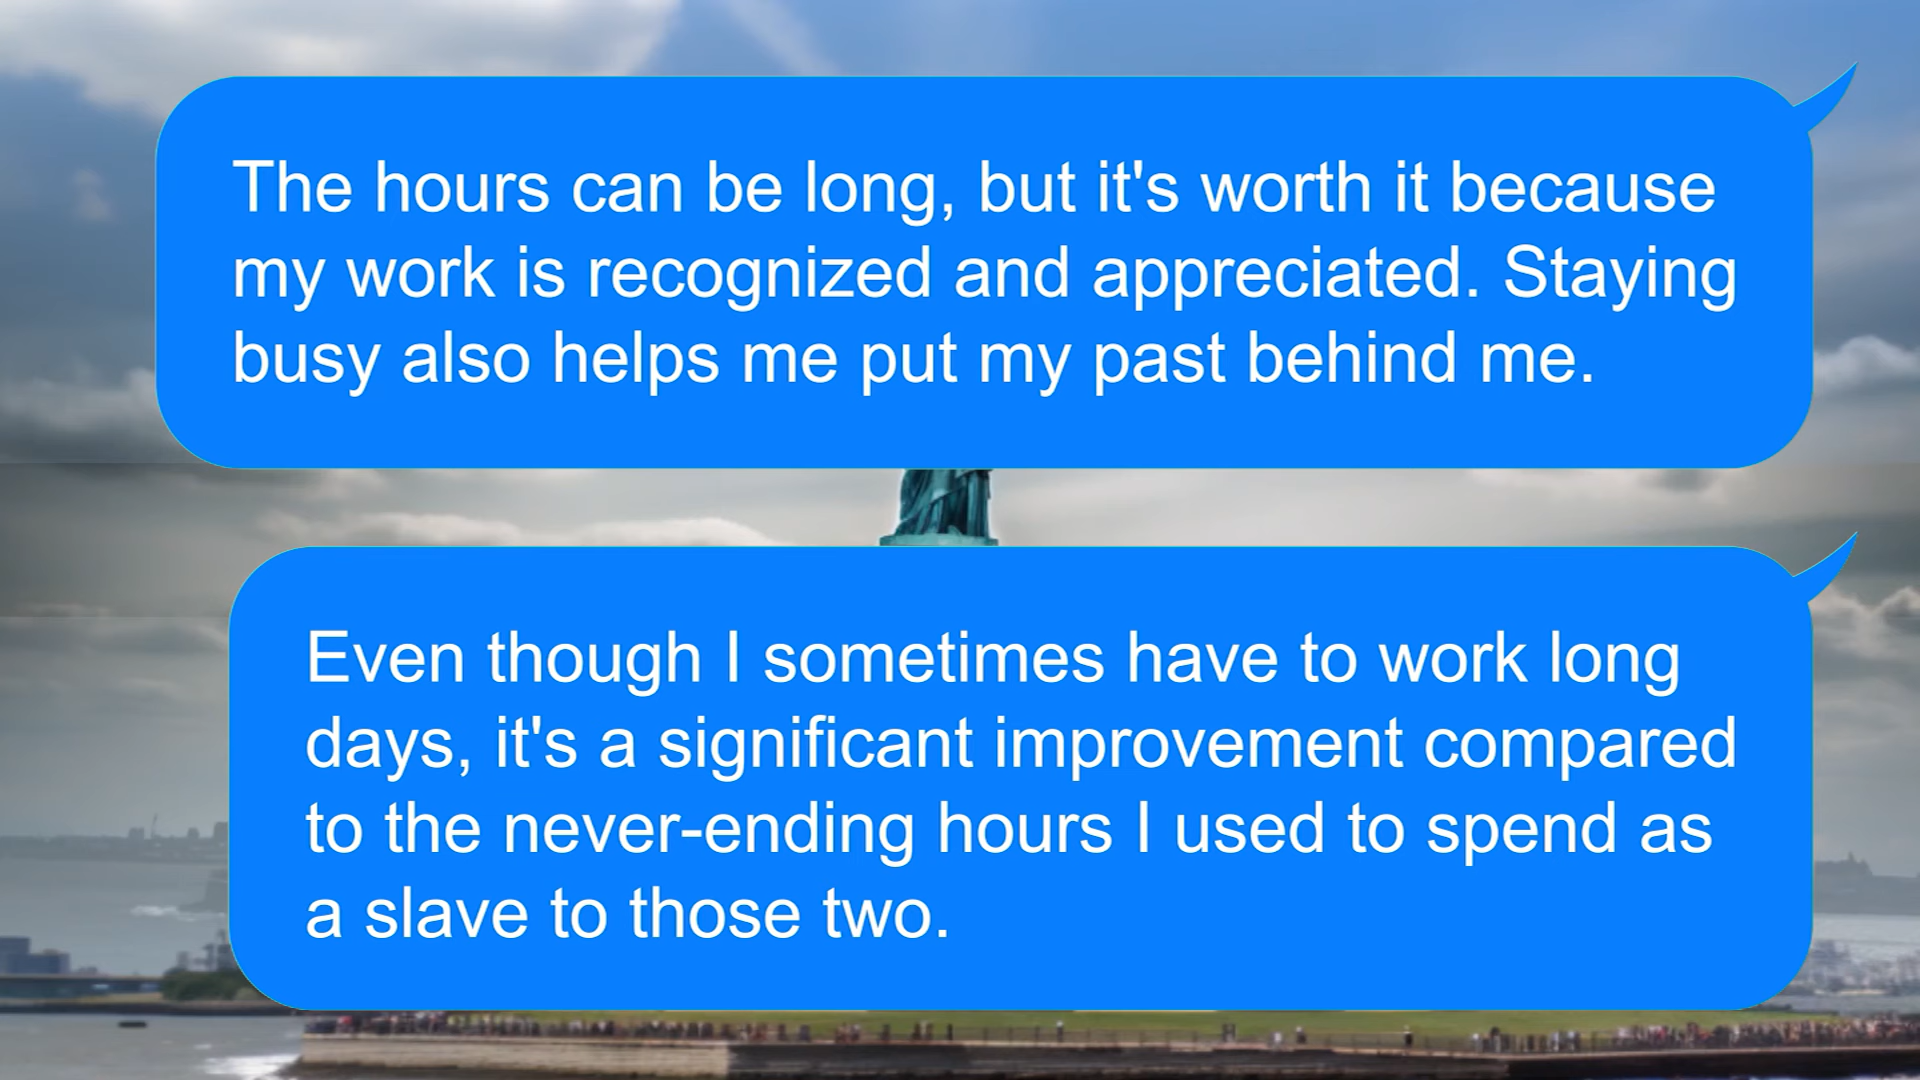 The hours can be long, but it's worth it because
my work is recognized and appreciated. Staying
busy also helps me put my past behind me.
Even though I sometimes have to work long
days, it's a significant improvement compared
to the never-ending hours I used to spend as
a slave to those two.